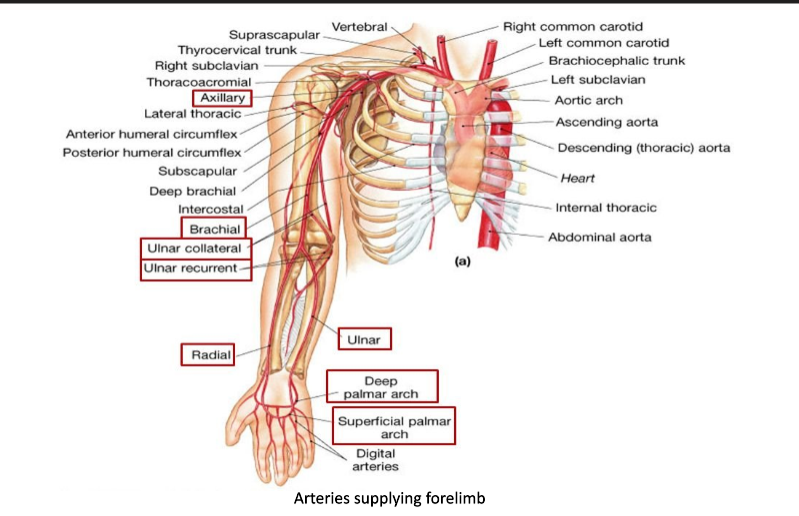 Vertebral
Suprascapular
Thyrocervical trunk
Right subclavian
Thoracoacromial
Axillary
Lateral thoracic
Anterior humeral circumflex
Posterior humeral circumflex
Subscapular
Deep brachial
Intercostal
Brachial
Ulnar collateral
Ulnar recurrent
Radial
Right common carotid
Left common carotid
Brachiocephalic trunk
Left subclavian
Aortic arch
Ascending aorta
Descending (thoracic) aorta
Heart
Internal thoracic
Abdominal aorta
(a)
Ulnar
Deep
palmar arch
Superficial palmar
arch
Digital
arteries
Arteries supplying forelimb